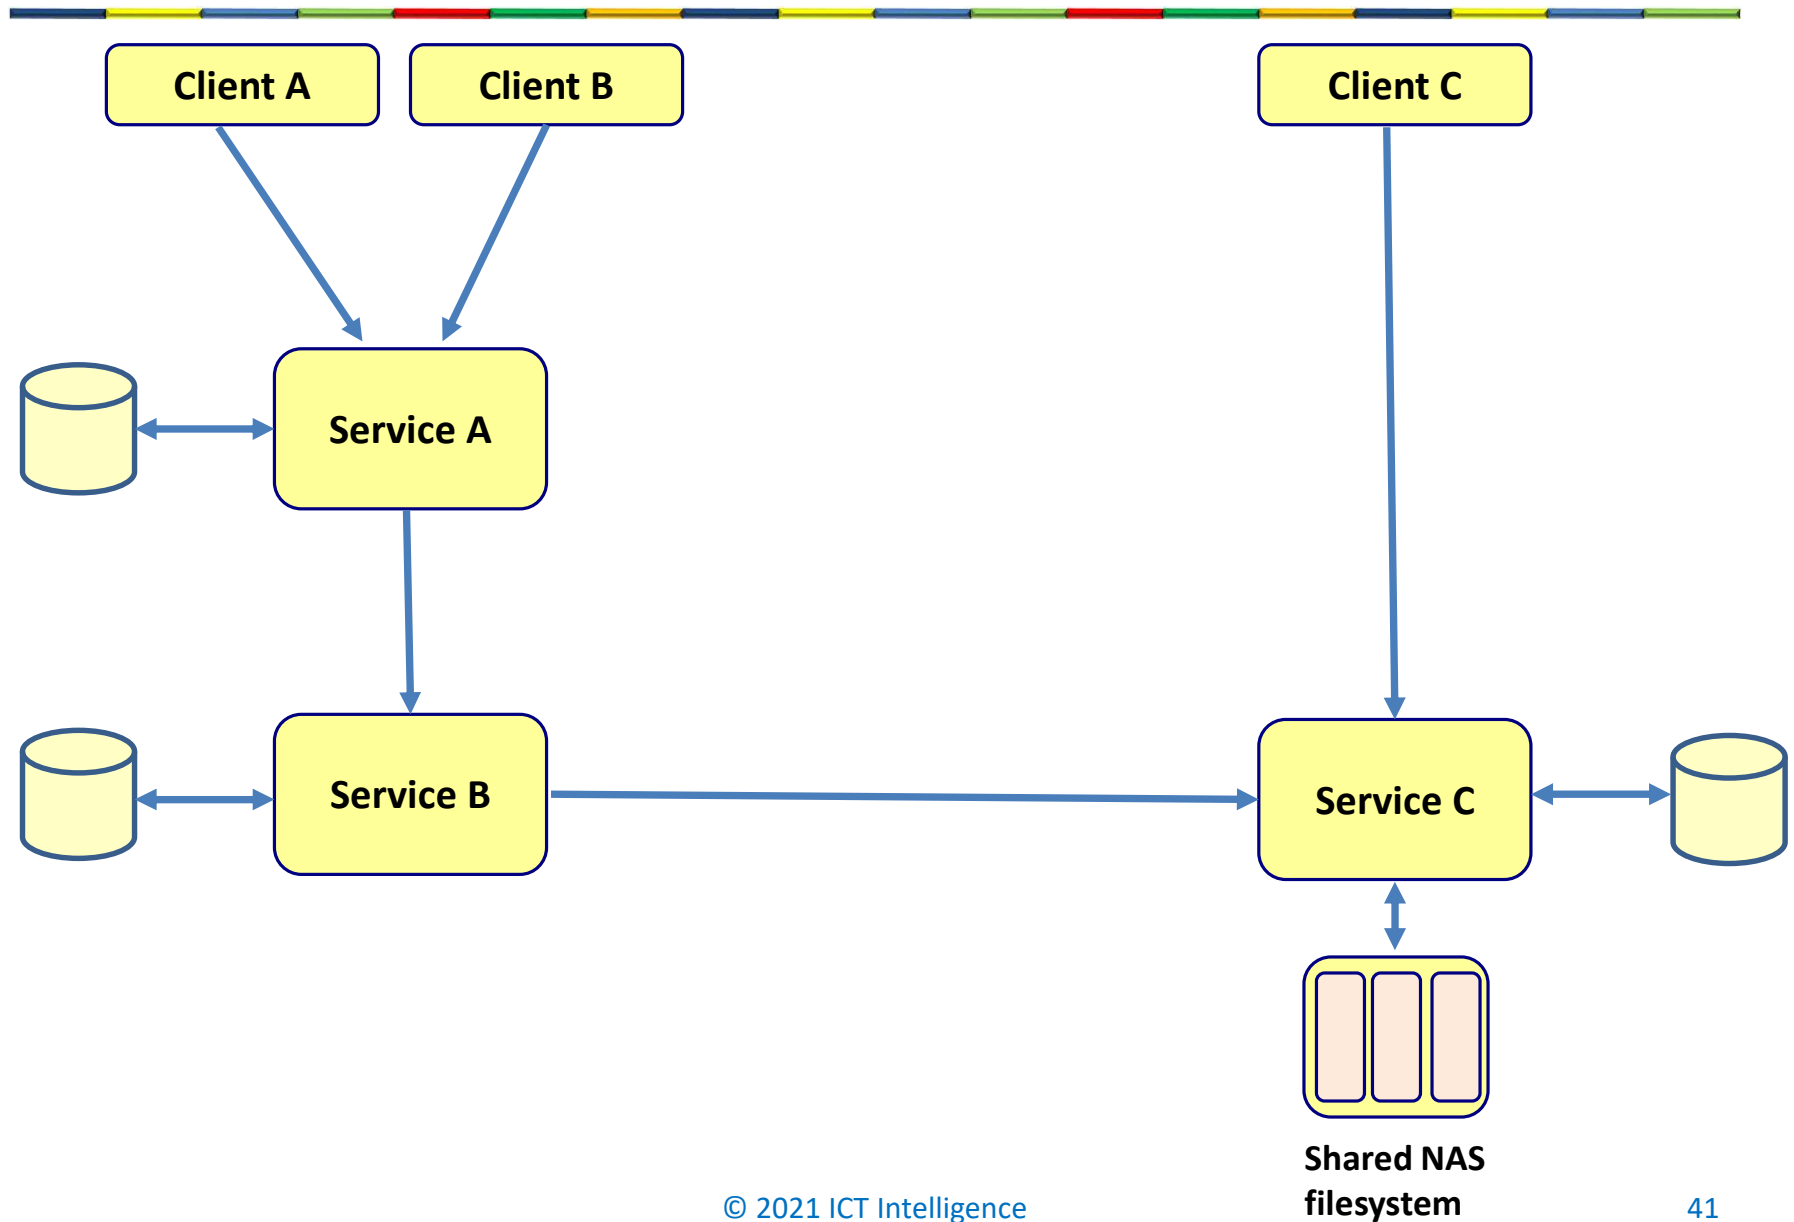 Client A
Client B
Client C
Service A
Service B
Service C
Shared NAS
filesystem
© 2021 ICT Intelligence
41